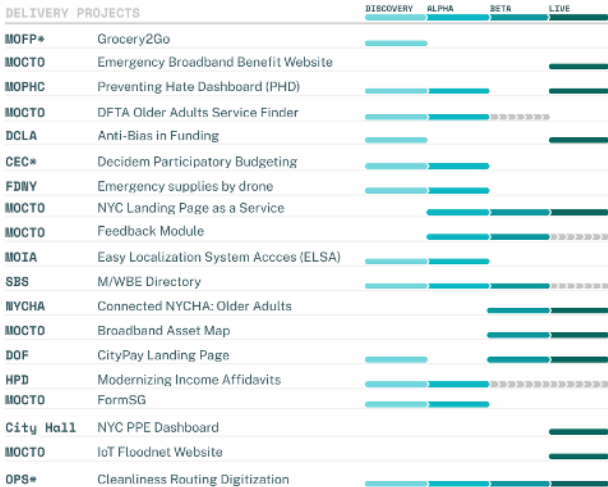 DELIVERY PROJECTS DISCOVERY ALPHA BETA LIVE
MOFP* Grocery2Go
MOCTO Emergency Broadband Benefit Website
MOPHC Preventing Hate Dashboard (PHD)
MOCTO DFTA Older Adults Service Finder
DCLA Anti-Bias in Funding
CEC* Decidem Participatory Budgeting
FDNY Emergency supplies by drone
MOCTO NYC Landing Page as a Service
MOCTO Feedback Module
MOIA Easy Localization System Accces (ELSA)
SBS M/WBE Directory
NYCHA Connected NYCHA: Older Adults
MOCTO Broadband Asset Map
DOF CityPay Landing Page
HPD Modernizing Income Affidavits
MOCTO FormSG
City Hall NYC PPE Dashboard
MOCTO IoT Floodnet Website
OPS* Cleanliness Routing Digitization